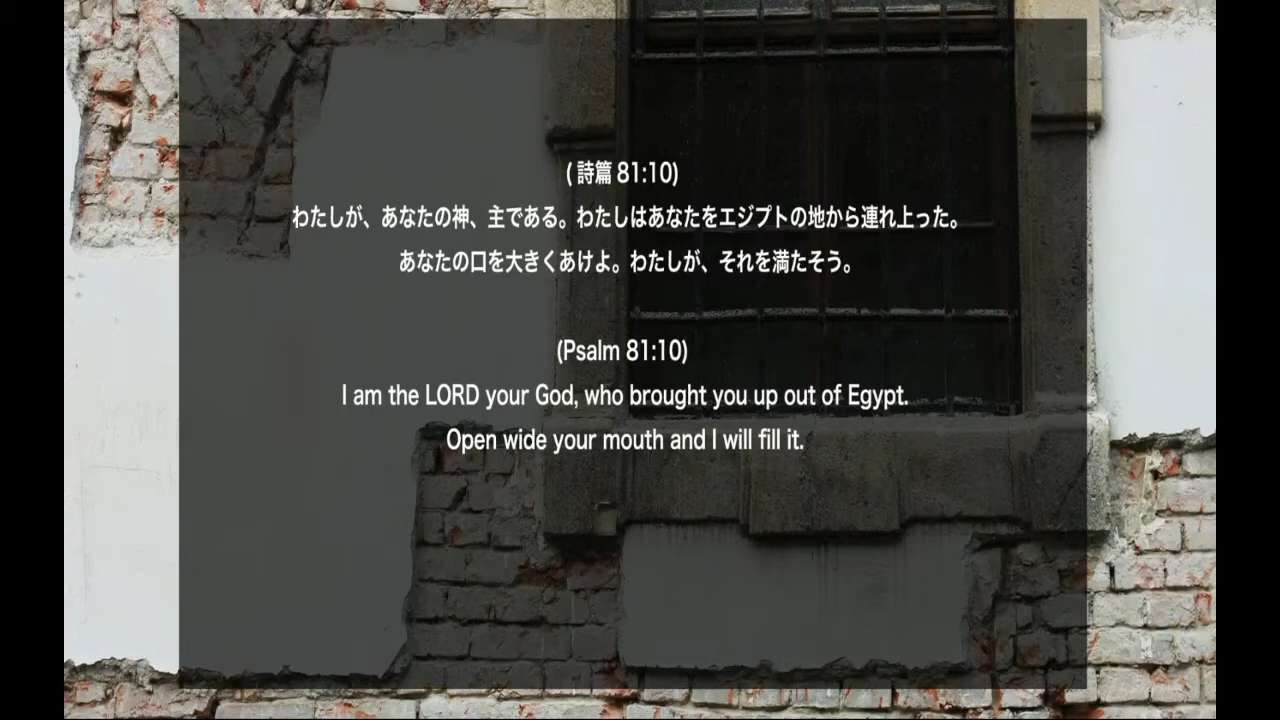 ( 詩篇 81:10)
わたしが、あなたの神、主である。わたしはあなたをエジプトの地から連れ上った。
あなたの口を大きくあけよ。わたしが、それを満たそう。
(Psalm 81:10)
I am the LORD your God, who brought you up out of Egypt.
Open wide your mouth and I will fill it.